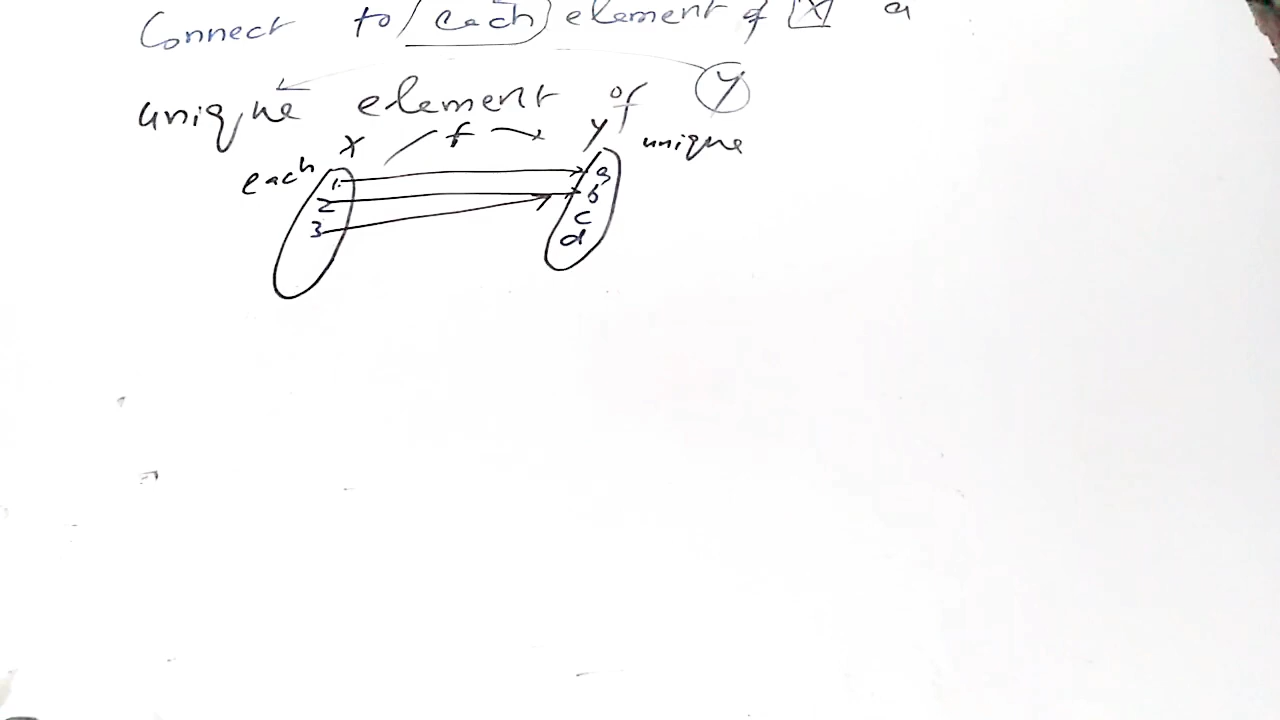 Connect to each element of X a
unique element of Y
X f Y unique
each 1 a
2 b
3 c
d